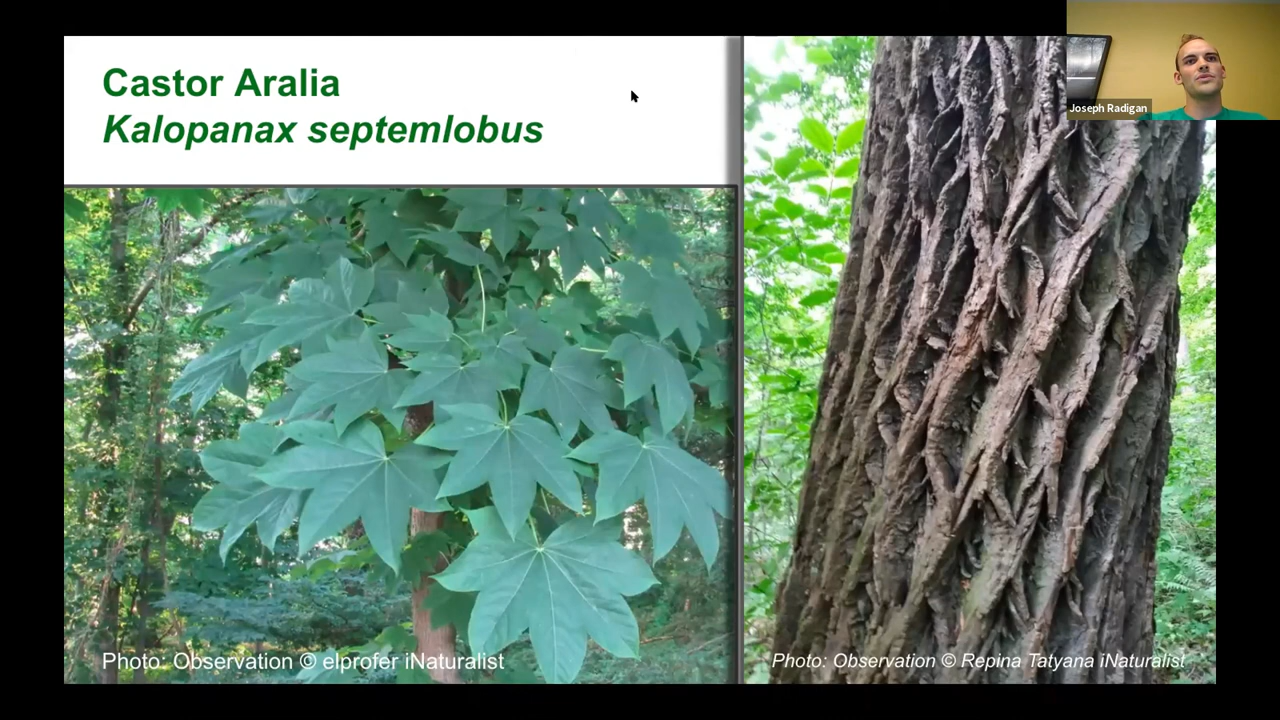 Castor Aralia
Kalopanax septemlobus
Joseph Radigan
Photo: Observation © elprofer iNaturalist
Photo: Observation © Repina Tatyana iNaturalist